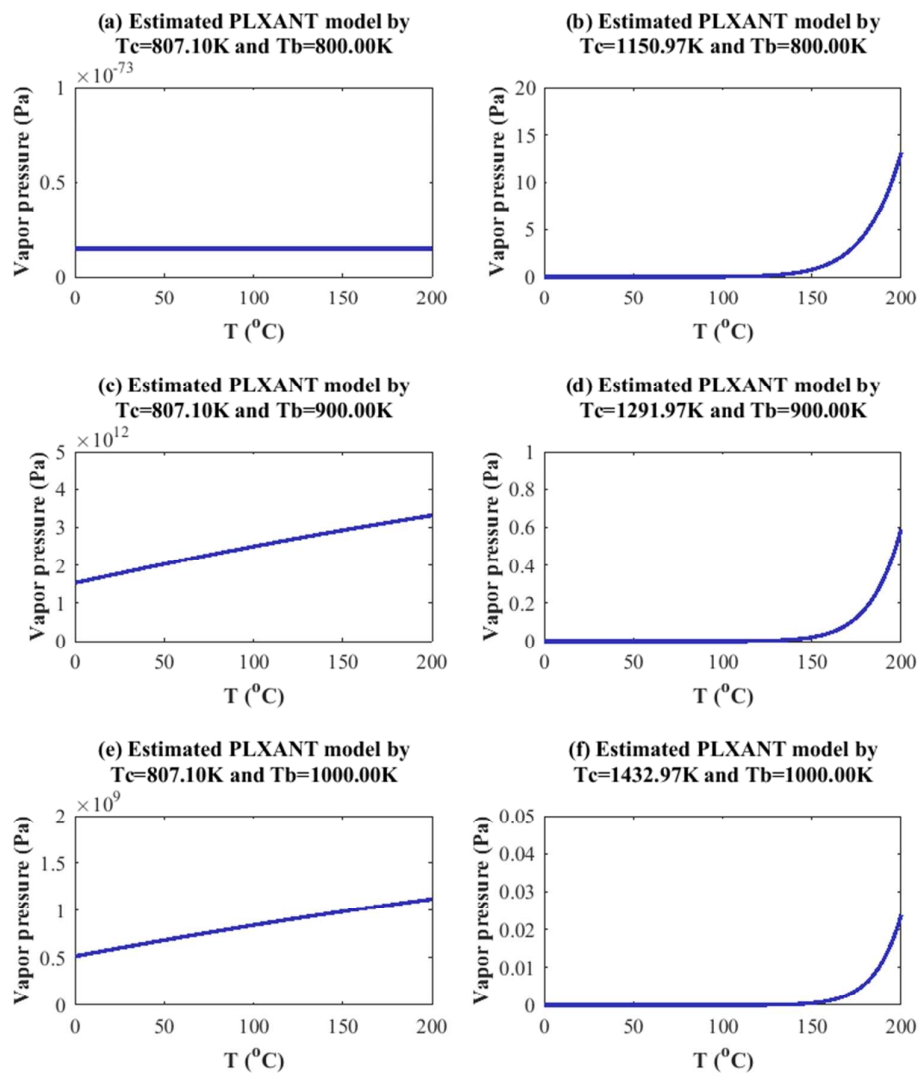 (a) Estimated PLXANT model by
Tc=807.10K and Tb=800.00K
×10⁻⁷³
1
0.5
0
Vapor pressure (Pa)
0 50 100 150 200
T (°C)
(b) Estimated PLXANT model by
Tc=1150.97K and Tb=800.00K
20
15
10
5
0
Vapor pressure (Pa)
0 50 100 150 200
T (°C)
(c) Estimated PLXANT model by
Tc=807.10K and Tb=900.00K
×10¹²
5
4
3
2
1
0
Vapor pressure (Pa)
0 50 100 150 200
T (°C)
(d) Estimated PLXANT model by
Tc=1291.97K and Tb=900.00K
1
0.8
0.6
0.4
0.2
0
Vapor pressure (Pa)
0 50 100 150 200
T (°C)
(e) Estimated PLXANT model by
Tc=807.10K and Tb=1000.00K
×10⁹
2
1.5
1
0.5
0
Vapor pressure (Pa)
0 50 100 150 200
T (°C)
(f) Estimated PLXANT model by
Tc=1432.97K and Tb=1000.00K
0.05
0.04
0.03
0.02
0.01
0
Vapor pressure (Pa)
0 50 100 150 200
T (°C)